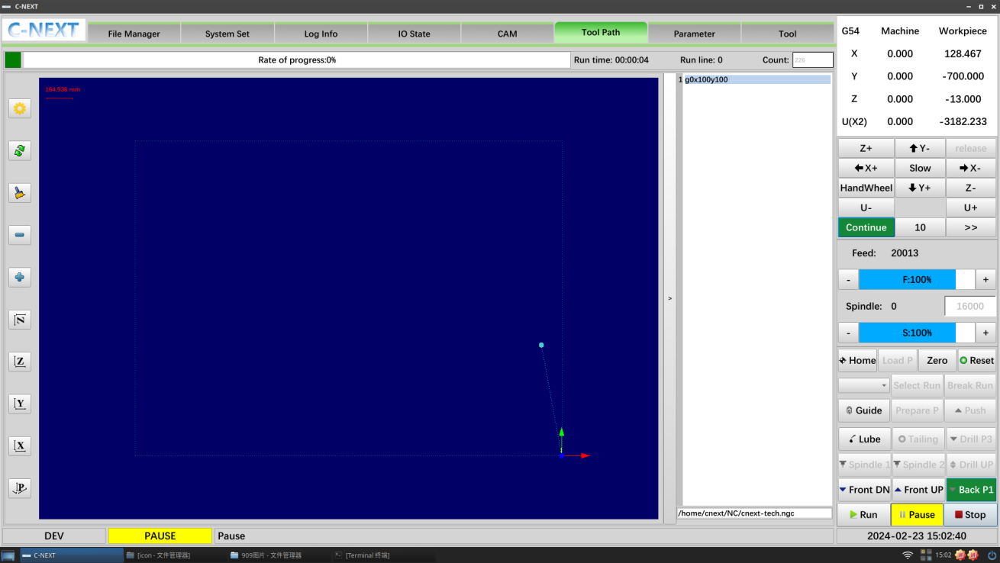 C-NEXT
C-NEXT
File Manager
System Set
Log Info
IO State
CAM
Tool Path
Parameter
Tool
Rate of progress:0%
Run time: 00:00:04
Run line: 0
Count: 226
164.938 mm
1 g0x100y100
>
/home/cnext/NC/cnext-tech.ngc
N
Z
Y
X
P
G54 Machine Workpiece
X 0.000 128.467
Y 0.000 -700.000
Z 0.000 -13.000
U(X2) 0.000 -3182.233
Z+ Y- release
X+ Slow X-
HandWheel Y+ Z-
U- U+
Continue 10 >>
Feed: 20013
- F:100% +
Spindle: 0 16000
- S:100% +
Home Load P Zero Reset
Select Run Break Run
Guide Prepare P Push
Lube Tailing Drill P3
Spindle 1 Spindle 2 Drill UP
Front DN Front UP Back P1
Run Pause Stop
DEV PAUSE Pause
2024-02-23 15:02:40
C-NEXT
[icon - 文件管理器]
909图片 - 文件管理器
[Terminal 终端]
15:02